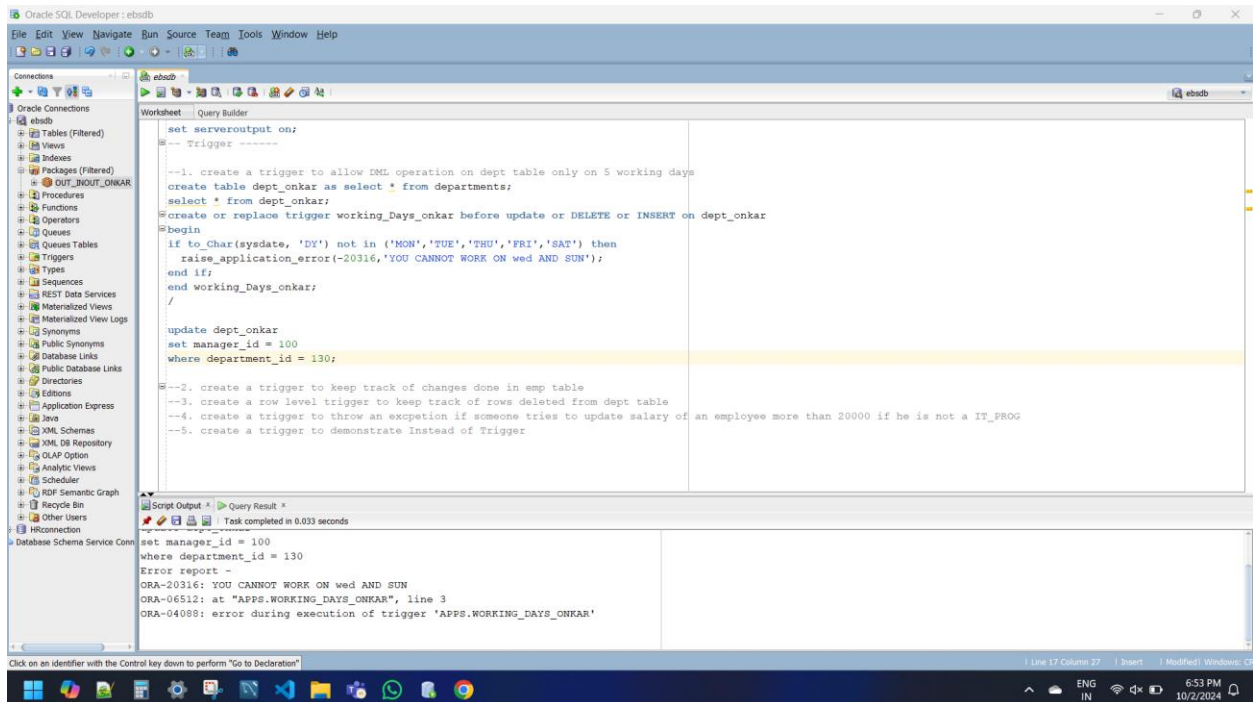 Oracle SQL Developer : ebsdb
File Edit View Navigate Run Source Team Tools Window Help
Connections
ebsdb
Oracle Connections
ebsdb
Tables (Filtered)
Views
Indexes
Packages (Filtered)
OUT_INOUT_ONKAR
Procedures
Functions
Operators
Queues
Queues Tables
Triggers
Types
Sequences
REST Data Services
Materialized Views
Materialized View Logs
Synonyms
Public Synonyms
Database Links
Public Database Links
Directories
Editions
Application Express
Java
XML Schemas
XML DB Repository
OLAP Option
Analytic Views
Scheduler
RDF Semantic Graph
Recycle Bin
Other Users
HRconnection
Database Schema Service Conn
ebsdb
Worksheet Query Builder
set serveroutput on;
-- Trigger ------
--1. create a trigger to allow DML operation on dept table only on 5 working days
create table dept_onkar as select * from departments;
select * from dept_onkar;
create or replace trigger working_Days_onkar before update or DELETE or INSERT on dept_onkar
begin
if to_Char(sysdate, 'DY') not in ('MON','TUE','THU','FRI','SAT') then
raise_application_error(-20316,'YOU CANNOT WORK ON wed AND SUN');
end if;
end working_Days_onkar;
/
update dept_onkar
set manager_id = 100
where department_id = 130;
--2. create a trigger to keep track of changes done in emp table
--3. create a row level trigger to keep track of rows deleted from dept table
--4. create a trigger to throw an excpetion if someone tries to update salary of an employee more than 20000 if he is not a IT_PROG
--5. create a trigger to demonstrate Instead of Trigger
Script Output × Query Result ×
Task completed in 0.033 seconds
set manager_id = 100
where department_id = 130
Error report -
ORA-20316: YOU CANNOT WORK ON wed AND SUN
ORA-06512: at "APPS.WORKING_DAYS_ONKAR", line 3
ORA-04088: error during execution of trigger 'APPS.WORKING_DAYS_ONKAR'
Click on an identifier with the Control key down to perform "Go to Declaration"
Line 17 Column 27 Insert Modified Windows: CR
ENG
IN
6:53 PM
10/2/2024